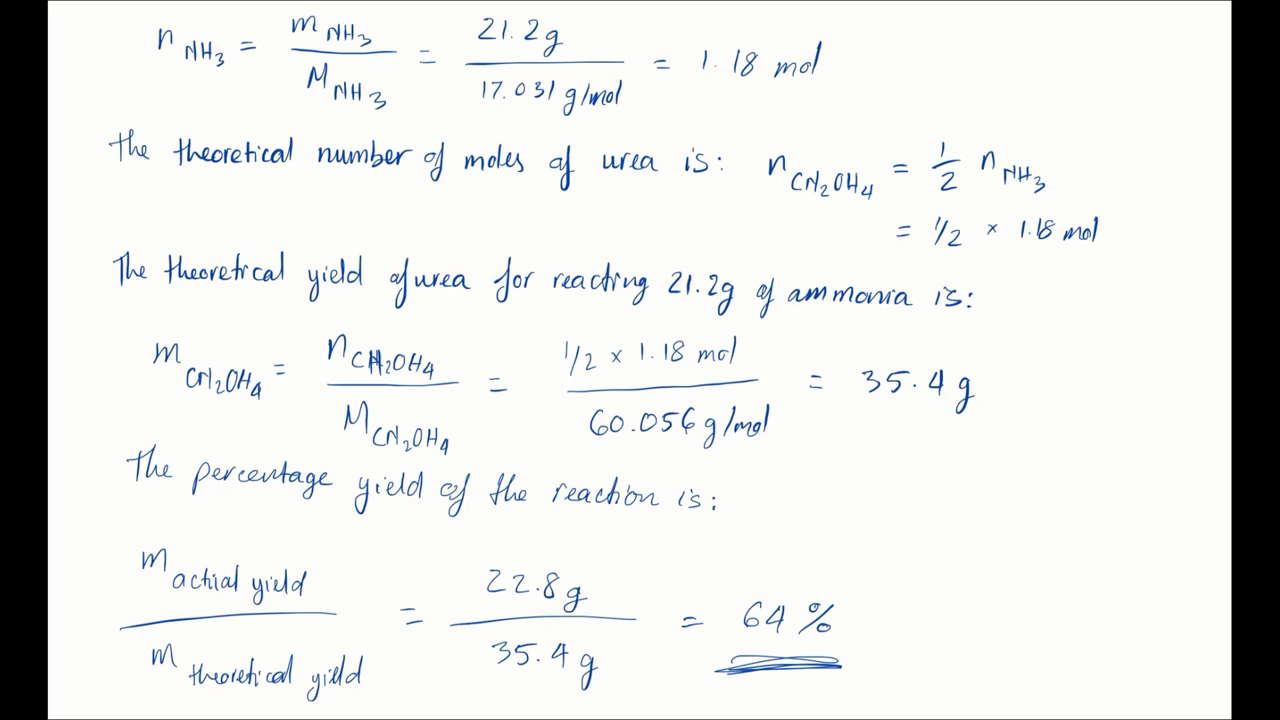 n NH3 = m NH3 / M NH3 = 21.2g / 17.031 g/mol = 1.18 mol
the theoretical number of moles of urea is: n CN2OH4 = 1/2 n NH3
= 1/2 × 1.18 mol
The theoretical yield of urea for reacting 21.2g of ammonia is:
m CN2OH4 = n CH2OH4 / M CN2OH4 = 1/2 × 1.18 mol / 60.056 g/mol = 35.4 g
The percentage yield of the reaction is:
m actial yield / m theoretical yield = 22.8g / 35.4 g = 64 %